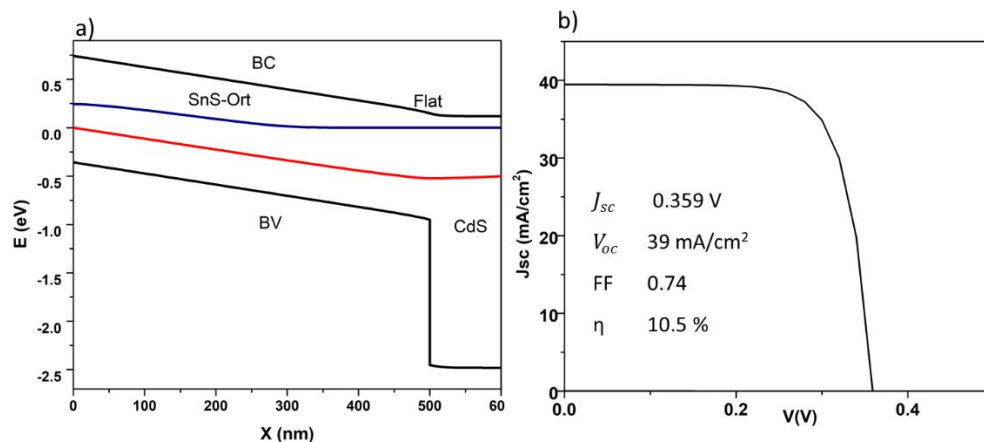 a)
BC
0.5
SnS-Ort
Flat
0.0
-0.5
BV
-1.0
CdS
-1.5
-2.0
-2.5
0
100
200
300
400
500
60
E (eV)
X (nm)
b)
40
30
20
10
0
0.0
0.2
0.4
Jsc (mA/cm²)
V(V)
Jsc 0.359 V
Voc 39 mA/cm²
FF 0.74
η 10.5 %